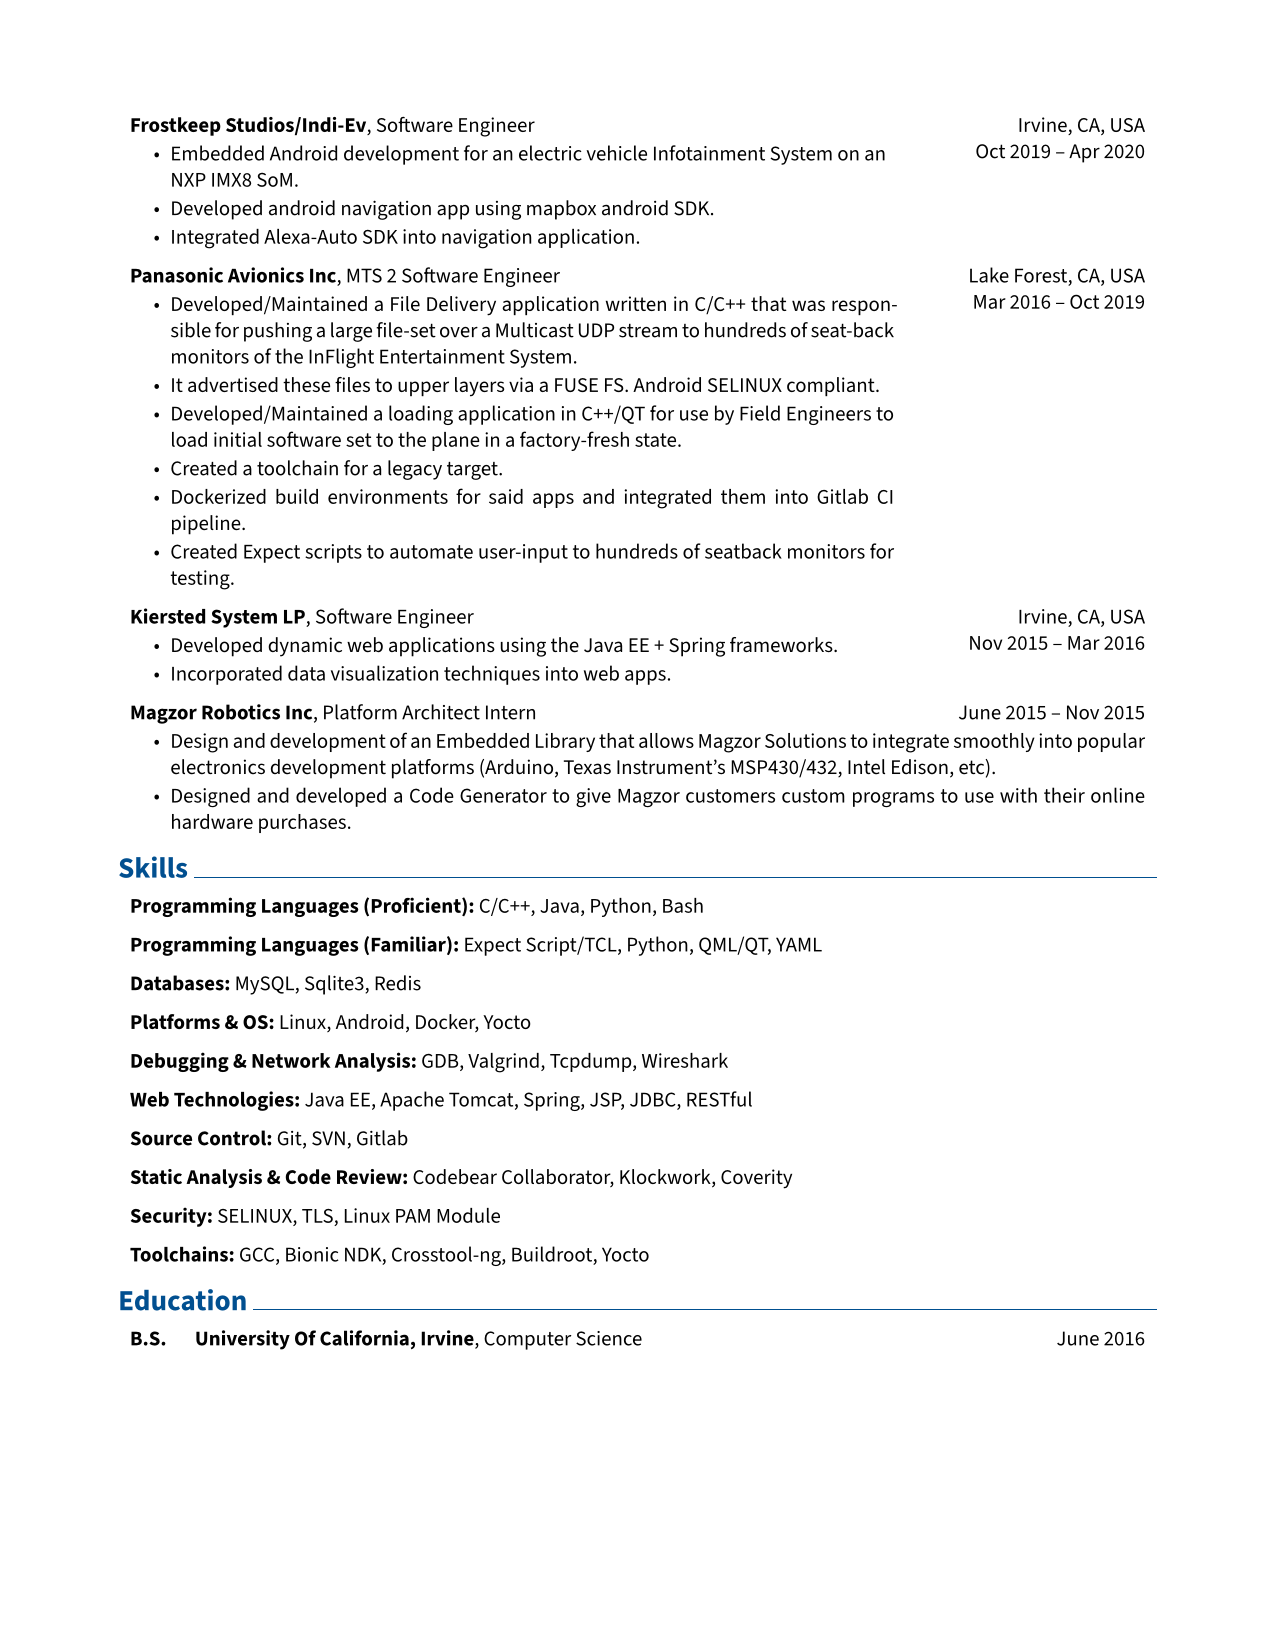 Frostkeep Studios/Indi-Ev, Software Engineer
Irvine, CA, USA
Oct 2019 – Apr 2020
• Embedded Android development for an electric vehicle Infotainment System on an
NXP IMX8 SoM.
• Developed android navigation app using mapbox android SDK.
• Integrated Alexa-Auto SDK into navigation application.
Panasonic Avionics Inc, MTS 2 Software Engineer
Lake Forest, CA, USA
Mar 2016 – Oct 2019
• Developed/Maintained a File Delivery application written in C/C++ that was respon-
sible for pushing a large file-set over a Multicast UDP stream to hundreds of seat-back
monitors of the InFlight Entertainment System.
• It advertised these files to upper layers via a FUSE FS. Android SELINUX compliant.
• Developed/Maintained a loading application in C++/QT for use by Field Engineers to
load initial software set to the plane in a factory-fresh state.
• Created a toolchain for a legacy target.
• Dockerized build environments for said apps and integrated them into Gitlab CI
pipeline.
• Created Expect scripts to automate user-input to hundreds of seatback monitors for
testing.
Kiersted System LP, Software Engineer
Irvine, CA, USA
Nov 2015 – Mar 2016
• Developed dynamic web applications using the Java EE + Spring frameworks.
• Incorporated data visualization techniques into web apps.
Magzor Robotics Inc, Platform Architect Intern
June 2015 – Nov 2015
• Design and development of an Embedded Library that allows Magzor Solutions to integrate smoothly into popular
electronics development platforms (Arduino, Texas Instrument’s MSP430/432, Intel Edison, etc).
• Designed and developed a Code Generator to give Magzor customers custom programs to use with their online
hardware purchases.
Skills
Programming Languages (Proficient): C/C++, Java, Python, Bash
Programming Languages (Familiar): Expect Script/TCL, Python, QML/QT, YAML
Databases: MySQL, Sqlite3, Redis
Platforms & OS: Linux, Android, Docker, Yocto
Debugging & Network Analysis: GDB, Valgrind, Tcpdump, Wireshark
Web Technologies: Java EE, Apache Tomcat, Spring, JSP, JDBC, RESTful
Source Control: Git, SVN, Gitlab
Static Analysis & Code Review: Codebear Collaborator, Klockwork, Coverity
Security: SELINUX, TLS, Linux PAM Module
Toolchains: GCC, Bionic NDK, Crosstool-ng, Buildroot, Yocto
Education
B.S. University Of California, Irvine, Computer Science June 2016